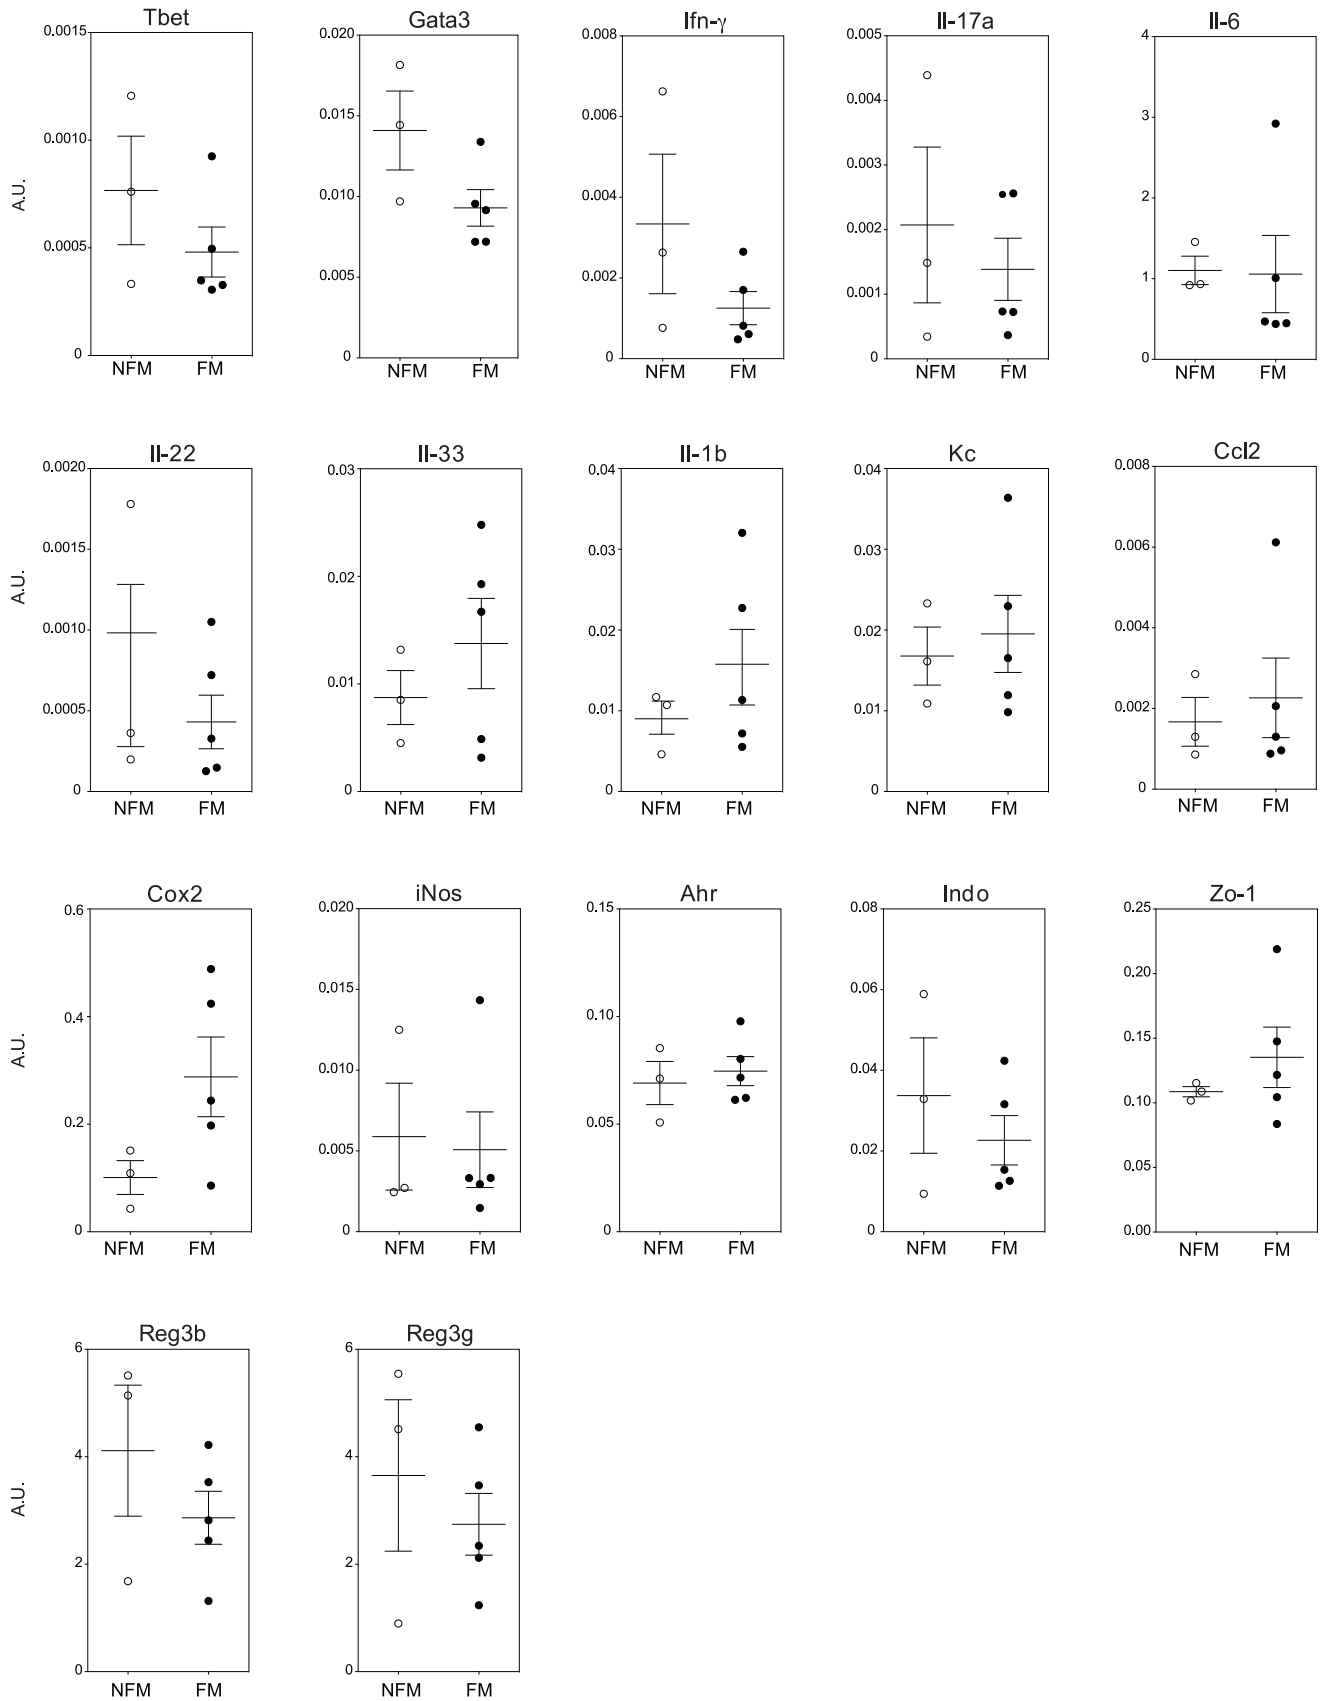 Tbet
Gata3
Ifn-γ
Il-17a
Il-6
A.U.
0.0015
0.0010
0.0005
0
NFM FM
0.020
0.015
0.010
0.005
0
NFM FM
0.008
0.006
0.004
0.002
0
NFM FM
0.005
0.004
0.003
0.002
0.001
0
NFM FM
4
3
2
1
0
NFM FM
Il-22
Il-33
Il-1b
Kc
Ccl2
A.U.
0.0020
0.0015
0.0010
0.0005
0
NFM FM
0.03
0.02
0.01
0
NFM FM
0.04
0.03
0.02
0.01
0
NFM FM
0.04
0.03
0.02
0.01
0
NFM FM
0.008
0.006
0.004
0.002
0
NFM FM
Cox2
iNos
Ahr
Indo
Zo-1
A.U.
0.6
0.4
0.2
0
NFM FM
0.020
0.015
0.010
0.005
0
NFM FM
0.15
0.10
0.05
0
NFM FM
0.08
0.06
0.04
0.02
0
NFM FM
0.25
0.20
0.15
0.10
0.05
0.00
NFM FM
Reg3b
Reg3g
A.U.
6
4
2
0
NFM FM
6
4
2
0
NFM FM